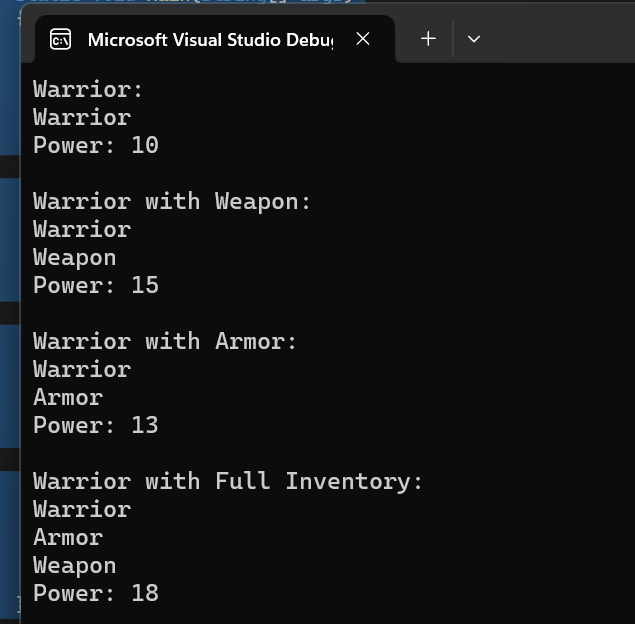 Microsoft Visual Studio Debu
Warrior:
Warrior
Power: 10
Warrior with Weapon:
Warrior
Weapon
Power: 15
Warrior with Armor:
Warrior
Armor
Power: 13
Warrior with Full Inventory:
Warrior
Armor
Weapon
Power: 18